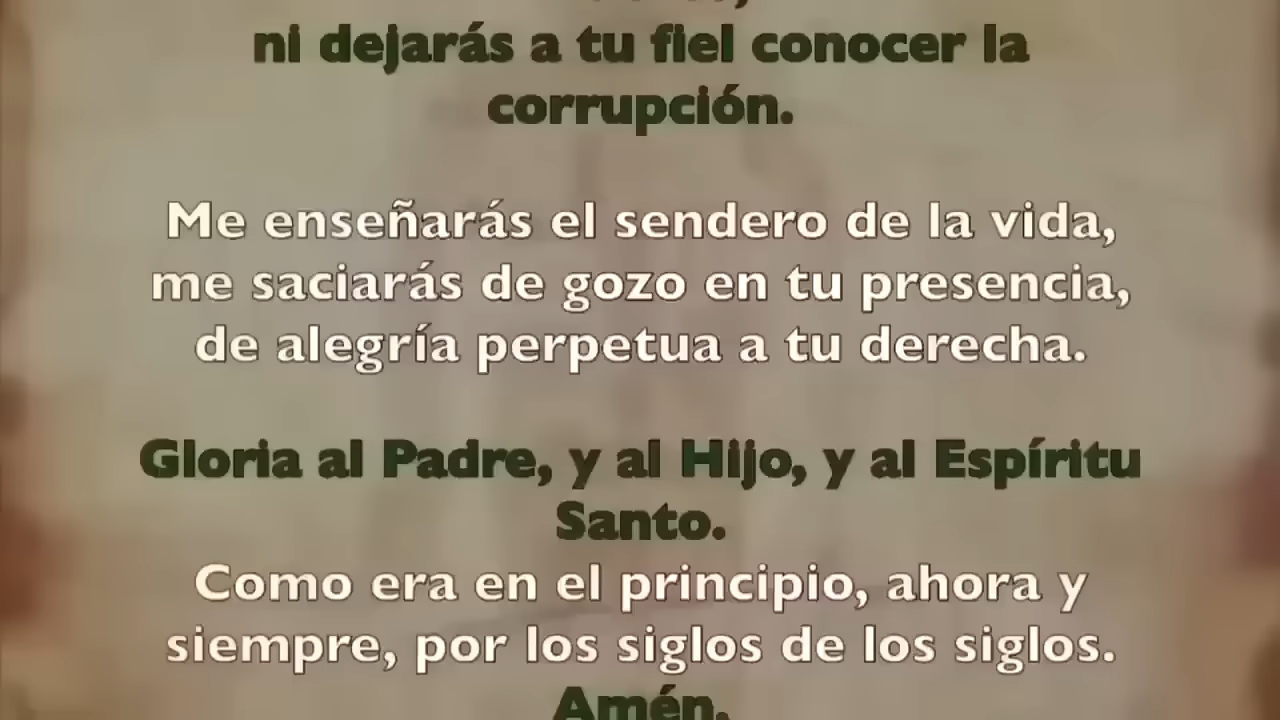 ni dejarás a tu fiel conocer la
corrupción.
Me enseñarás el sendero de la vida,
me saciarás de gozo en tu presencia,
de alegría perpetua a tu derecha.
Gloria al Padre, y al Hijo, y al Espíritu
Santo.
Como era en el principio, ahora y
siempre, por los siglos de los siglos.
Amén.